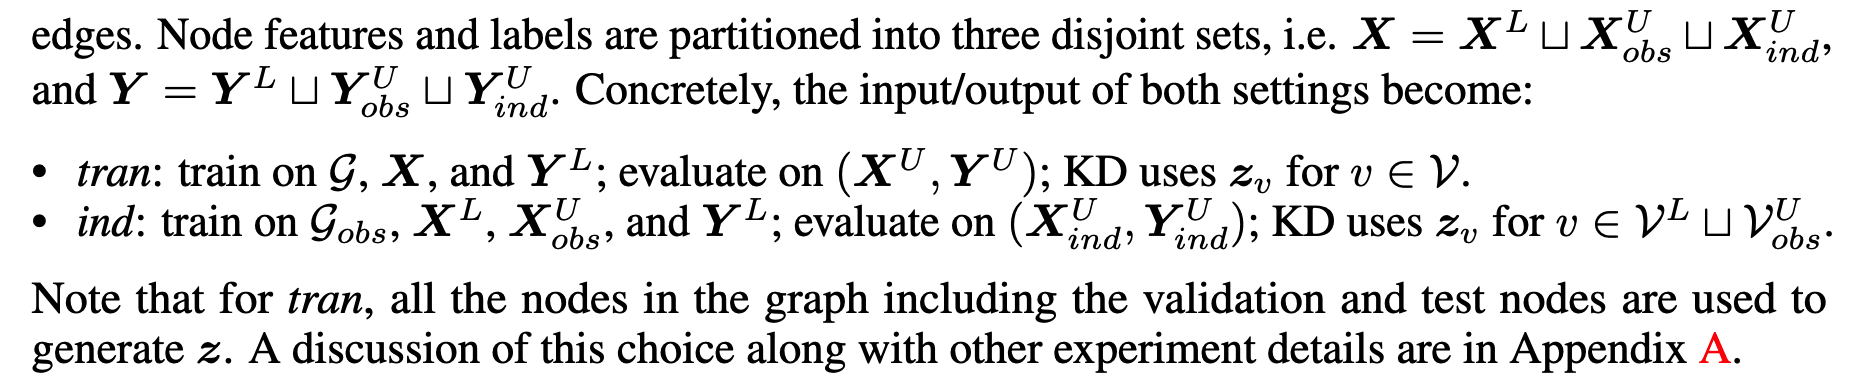 edges. Node features and labels are partitioned into three disjoint sets, i.e. $\boldsymbol{X} = \boldsymbol{X}^L \sqcup \boldsymbol{X}^U_{obs} \sqcup \boldsymbol{X}^U_{ind}$,
and $\boldsymbol{Y} = \boldsymbol{Y}^L \sqcup \boldsymbol{Y}^U_{obs} \sqcup \boldsymbol{Y}^U_{ind}$. Concretely, the input/output of both settings become:
• tran: train on $\mathcal{G}$, $\boldsymbol{X}$, and $\boldsymbol{Y}^L$; evaluate on $(\boldsymbol{X}^U, \boldsymbol{Y}^U)$; KD uses $\boldsymbol{z}_v$ for $v \in \mathcal{V}$.
• ind: train on $\mathcal{G}_{obs}$, $\boldsymbol{X}^L$, $\boldsymbol{X}^U_{obs}$, and $\boldsymbol{Y}^L$; evaluate on $(\boldsymbol{X}^U_{ind}, \boldsymbol{Y}^U_{ind})$; KD uses $\boldsymbol{z}_v$ for $v \in \mathcal{V}^L \sqcup \mathcal{V}^U_{obs}$.
Note that for tran, all the nodes in the graph including the validation and test nodes are used to
generate $\boldsymbol{z}$. A discussion of this choice along with other experiment details are in Appendix A.